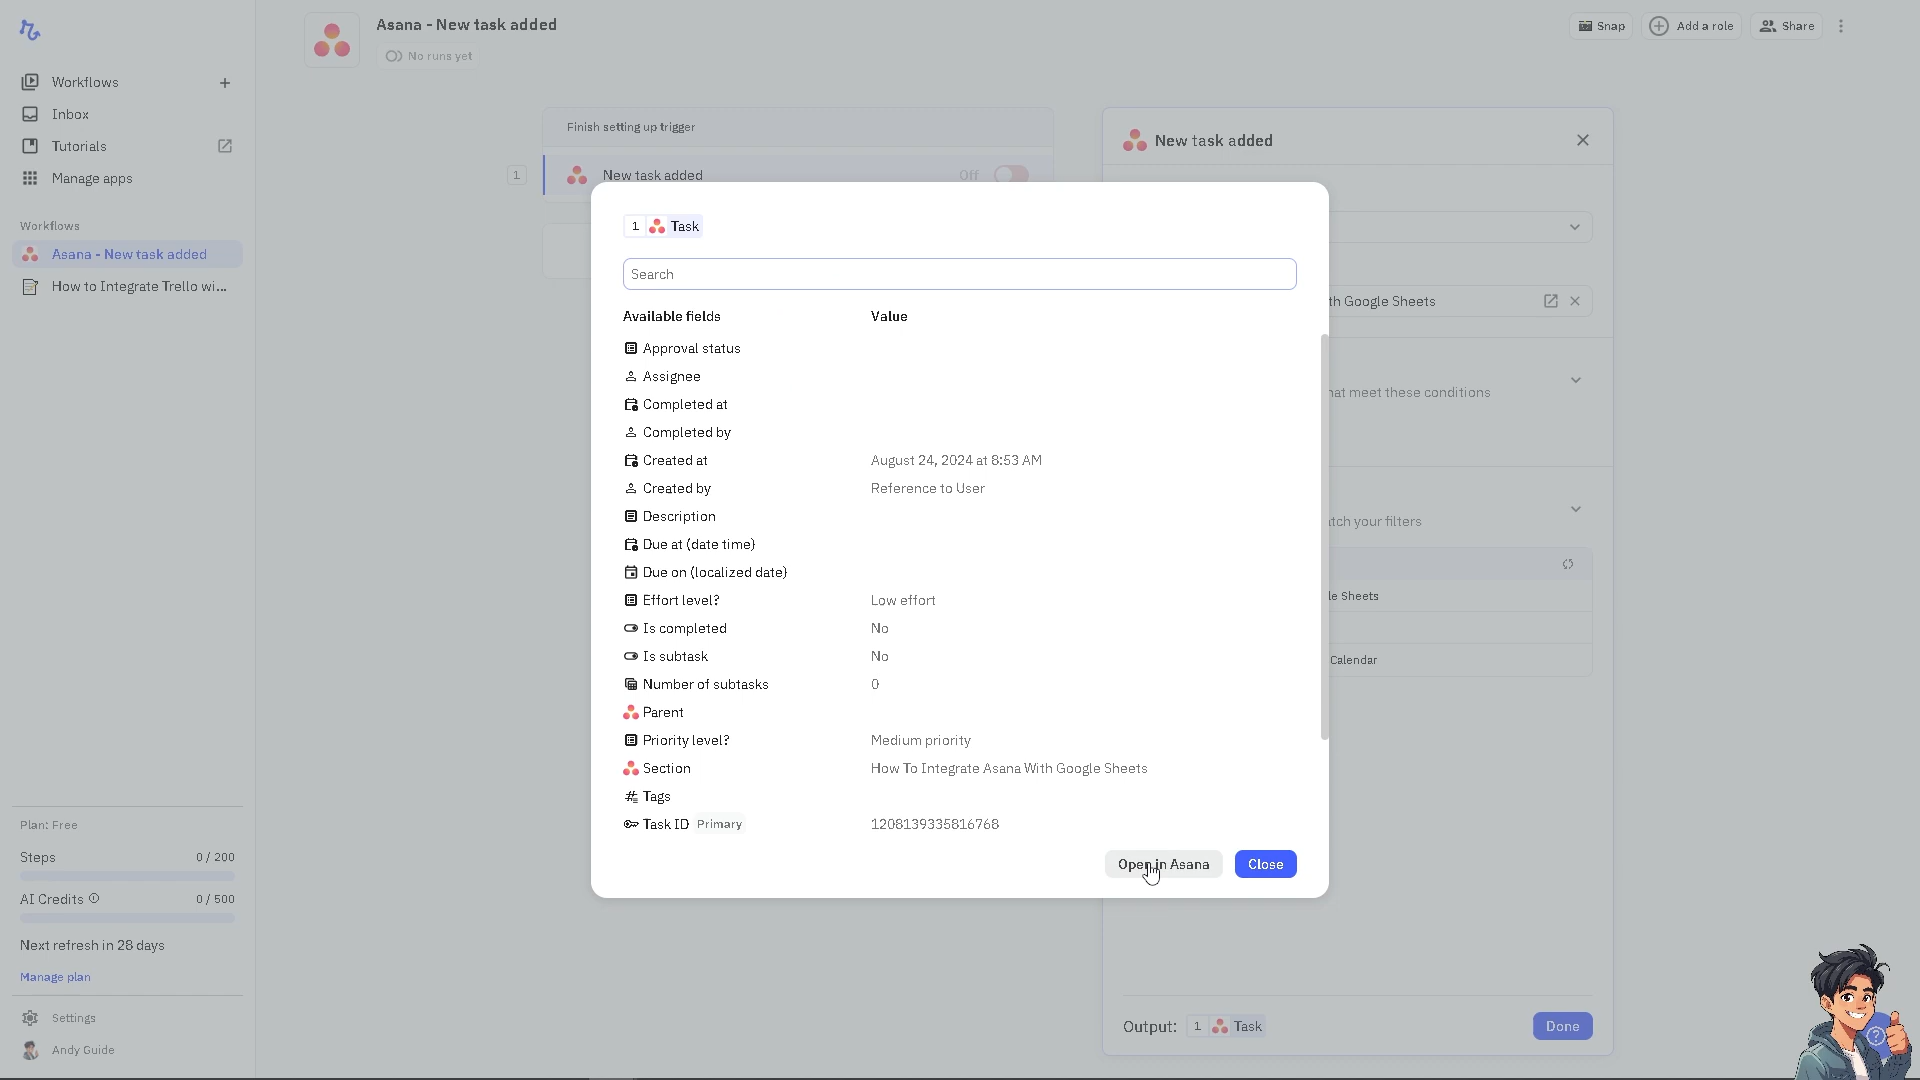 Asana - New task added
No runs yet
Snap
Add a role
Share
Workflows
Inbox
Tutorials
Manage apps
Workflows
Asana - New task added
How to Integrate Trello wi...
Plan: Free
Steps 0 / 200
AI Credits 0 / 500
Next refresh in 28 days
Manage plan
Settings
Andy Guide
Finish setting up trigger
1 New task added Off
1 Task
Search
Available fields Value
Approval status
Assignee
Completed at
Completed by
Created at August 24, 2024 at 8:53 AM
Created by Reference to User
Description
Due at (date time)
Due on (localized date)
Effort level? Low effort
Is completed No
Is subtask No
Number of subtasks 0
Parent
Priority level? Medium priority
Section How To Integrate Asana With Google Sheets
Tags
Task ID Primary 1208139335816768
Open in Asana Close
New task added
th Google Sheets
hat meet these conditions
tch your filters
le Sheets
Calendar
Output: 1 Task
Done